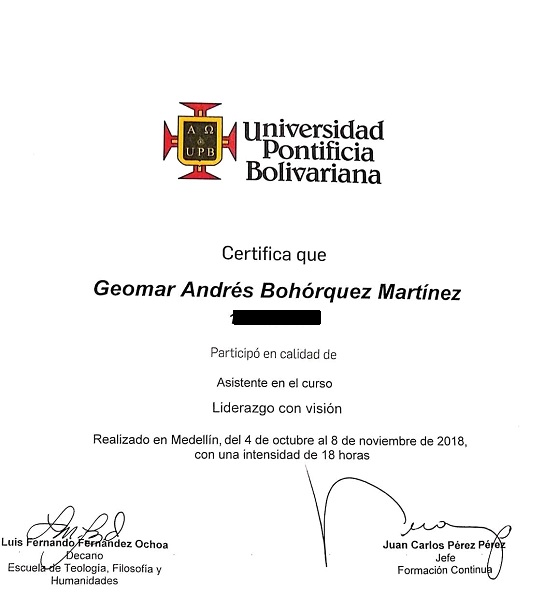 Α Ω
UPB
Universidad
Pontificia
Bolivariana
Certifica que
Geomar Andrés Bohórquez Martínez
Participó en calidad de
Asistente en el curso
Liderazgo con visión
Realizado en Medellín, del 4 de octubre al 8 de noviembre de 2018,
con una intensidad de 18 horas
Luis Fernando Fernández Ochoa
Decano
Escuela de Teología, Filosofía y
Humanidades
Juan Carlos Pérez Pérez
Jefe
Formación Continua